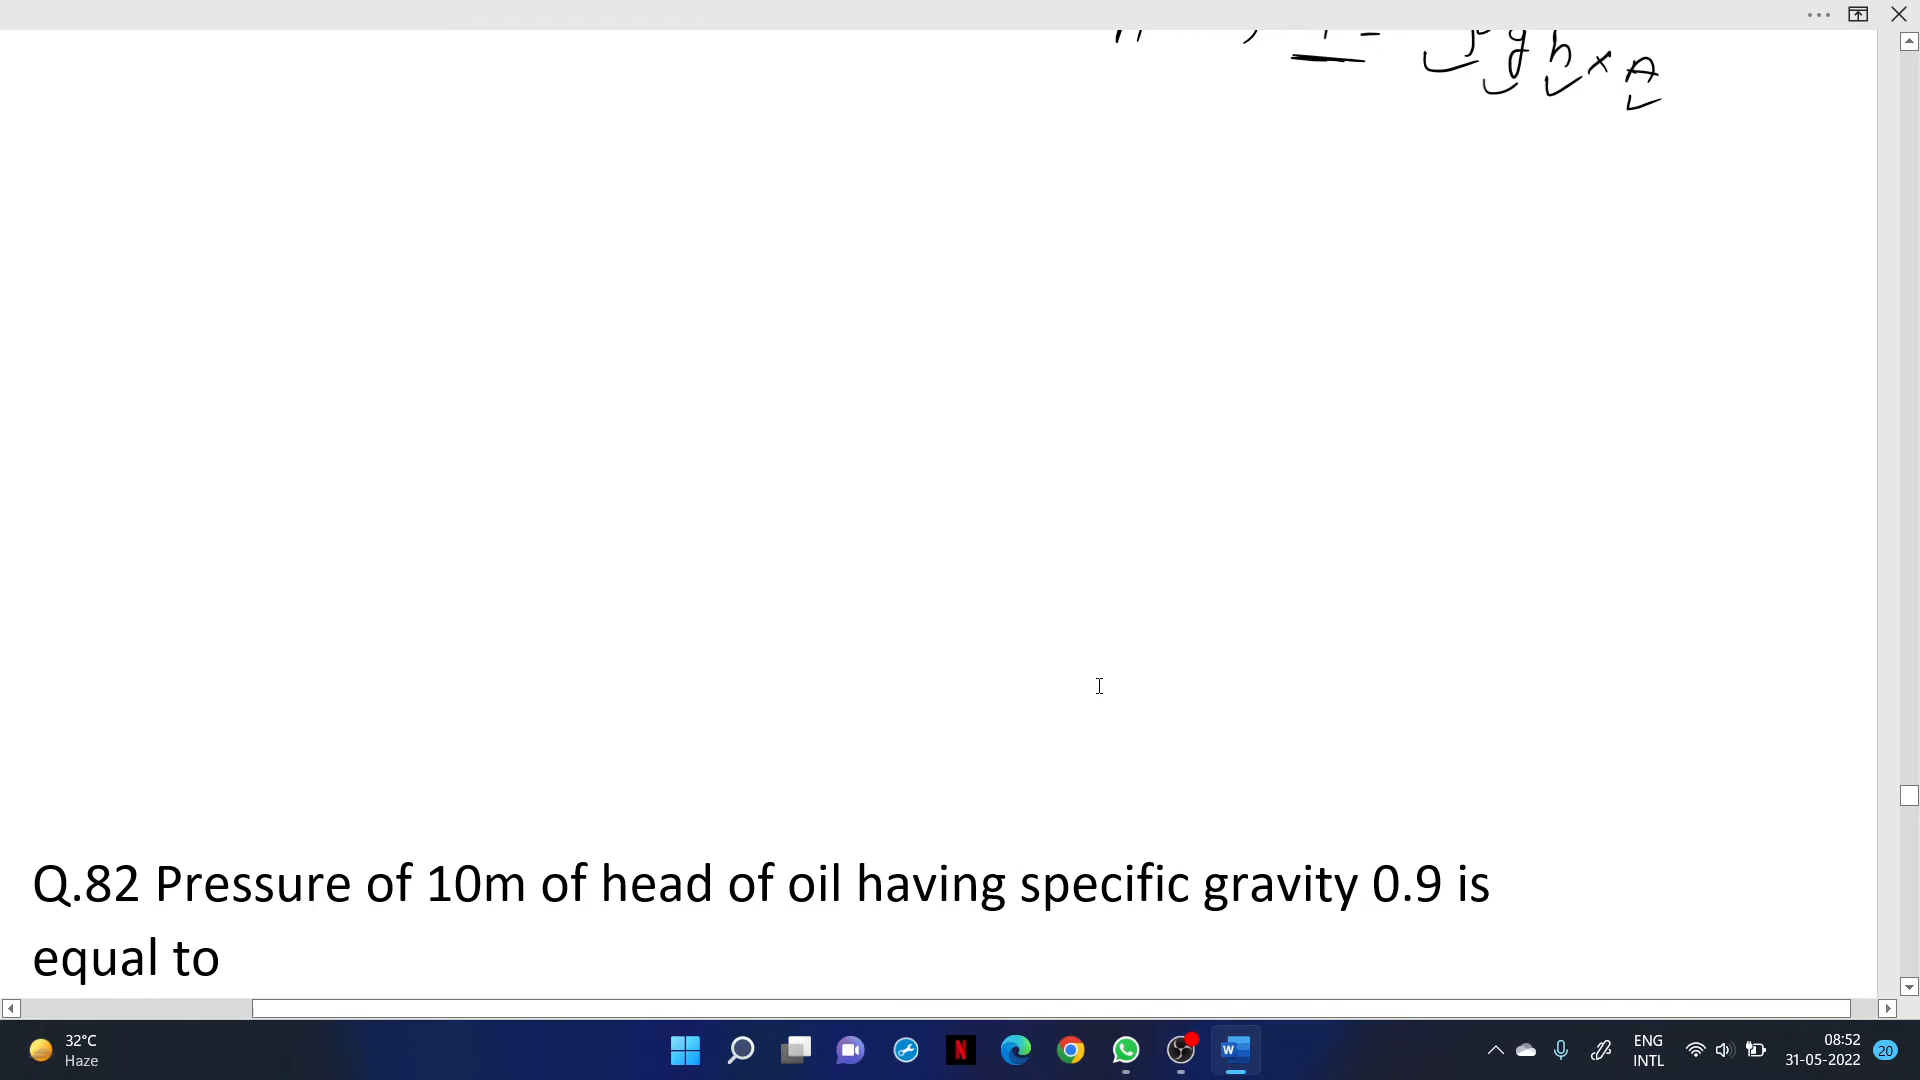 ρ g h × A
Q.82 Pressure of 10m of head of oil having specific gravity 0.9 is
equal to
32°C
Haze
ENG
INTL
08:52
31-05-2022
20